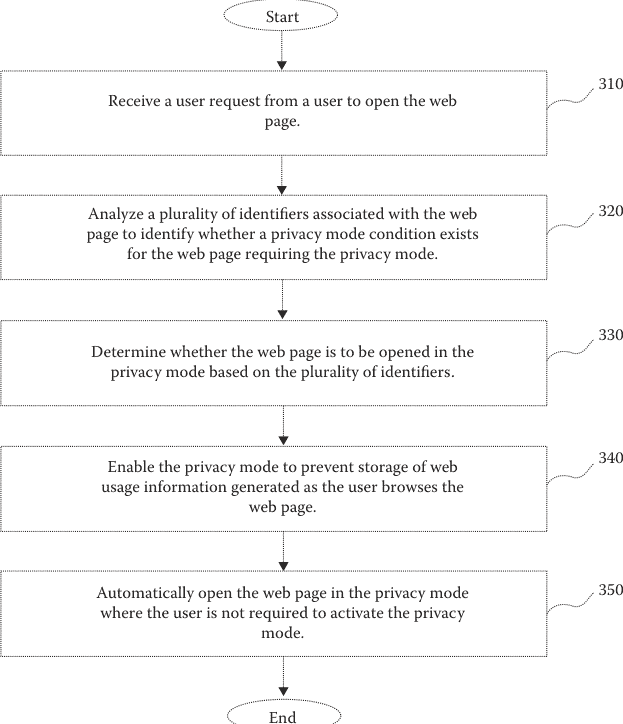 Start
310
Receive a user request from a user to open the web
page.
320
Analyze a plurality of identifiers associated with the web
page to identify whether a privacy mode condition exists
for the web page requiring the privacy mode.
330
Determine whether the web page is to be opened in the
privacy mode based on the plurality of identifiers.
340
Enable the privacy mode to prevent storage of web
usage information generated as the user browses the
web page.
350
Automatically open the web page in the privacy mode
where the user is not required to activate the privacy
mode.
End